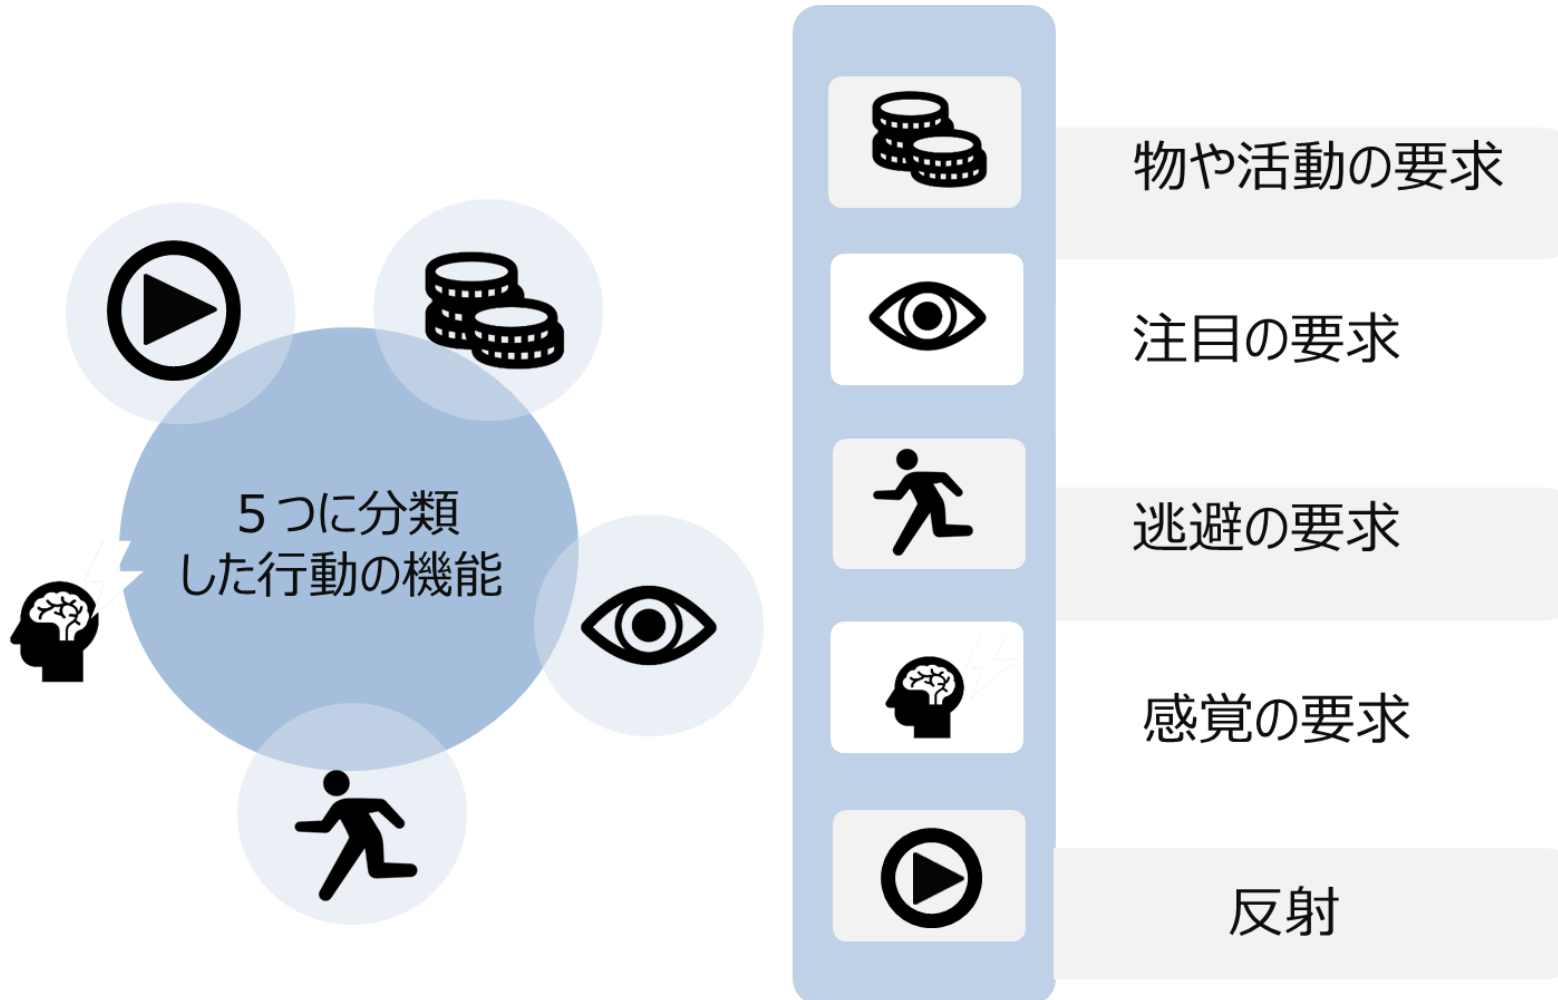 5つに分類
した行動の機能
物や活動の要求
注目の要求
逃避の要求
感覚の要求
反射